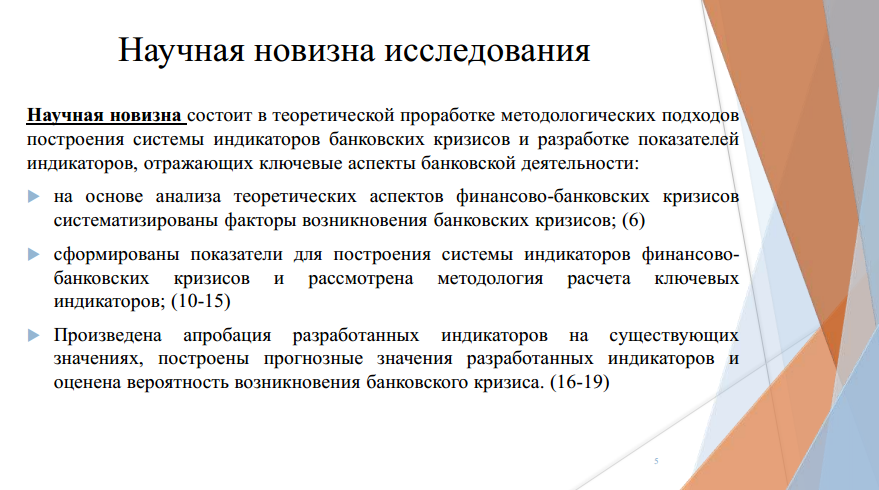 Научная новизна исследования
Научная новизна состоит в теоретической проработке методологических подходов
построения системы индикаторов банковских кризисов и разработке показателей
индикаторов, отражающих ключевые аспекты банковской деятельности:
на основе анализа теоретических аспектов финансово-банковских кризисов
систематизированы факторы возникновения банковских кризисов; (6)
сформированы показатели для построения системы индикаторов финансово-
банковских кризисов и рассмотрена методология расчета ключевых
индикаторов; (10-15)
Произведена апробация разработанных индикаторов на существующих
значениях, построены прогнозные значения разработанных индикаторов и
оценена вероятность возникновения банковского кризиса. (16-19)
5